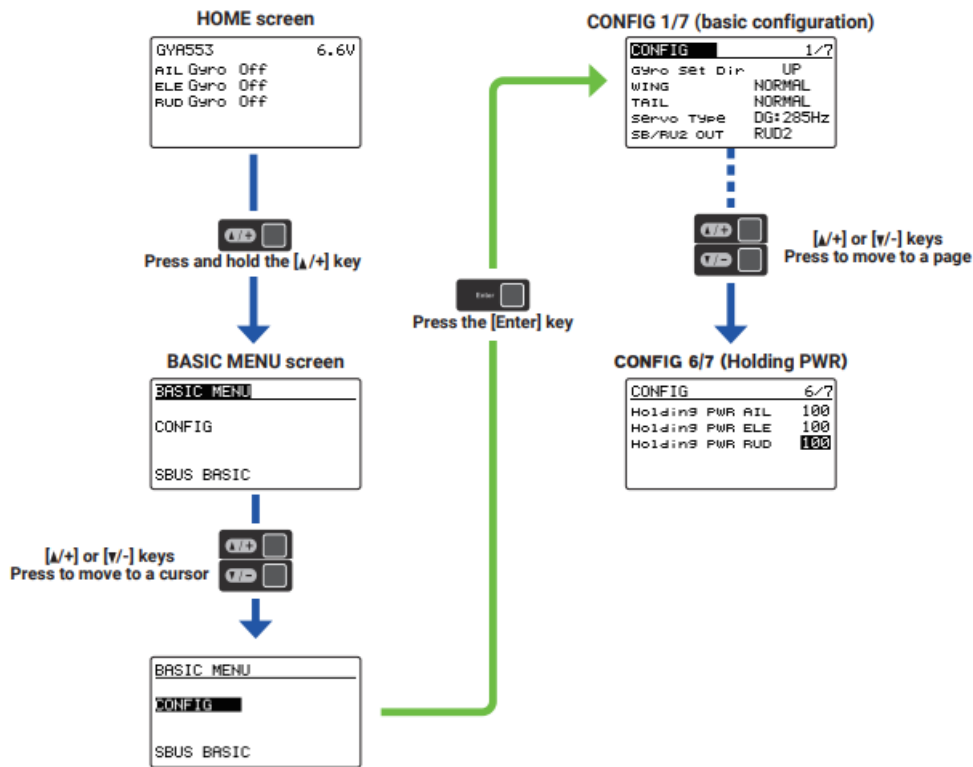 HOME screen
GYA553 6.6V
AIL Gyro Off
ELE Gyro Off
RUD Gyro Off
▲/+
Press and hold the [▲/+] key
BASIC MENU screen
BASIC MENU
CONFIG
SBUS BASIC
▲/+
▼/−
[▲/+] or [▼/-] keys
Press to move to a cursor
BASIC MENU
CONFIG
SBUS BASIC
Enter
Press the [Enter] key
CONFIG 1/7 (basic configuration)
CONFIG 1/7
Gyro Set Dir UP
WING NORMAL
TAIL NORMAL
Servo Type DG:285Hz
SB/RU2 OUT RUD2
▲/+
▼/−
[▲/+] or [▼/-] keys
Press to move to a page
CONFIG 6/7 (Holding PWR)
CONFIG 6/7
Holding PWR AIL 100
Holding PWR ELE 100
Holding PWR RUD 100